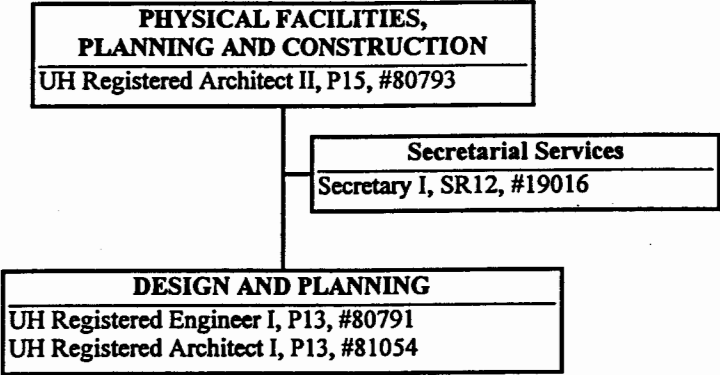 PHYSICAL FACILITIES,
PLANNING AND CONSTRUCTION
UH Registered Architect II, P15, #80793
Secretarial Services
Secretary I, SR12, #19016
DESIGN AND PLANNING
UH Registered Engineer I, P13, #80791
UH Registered Architect I, P13, #81054